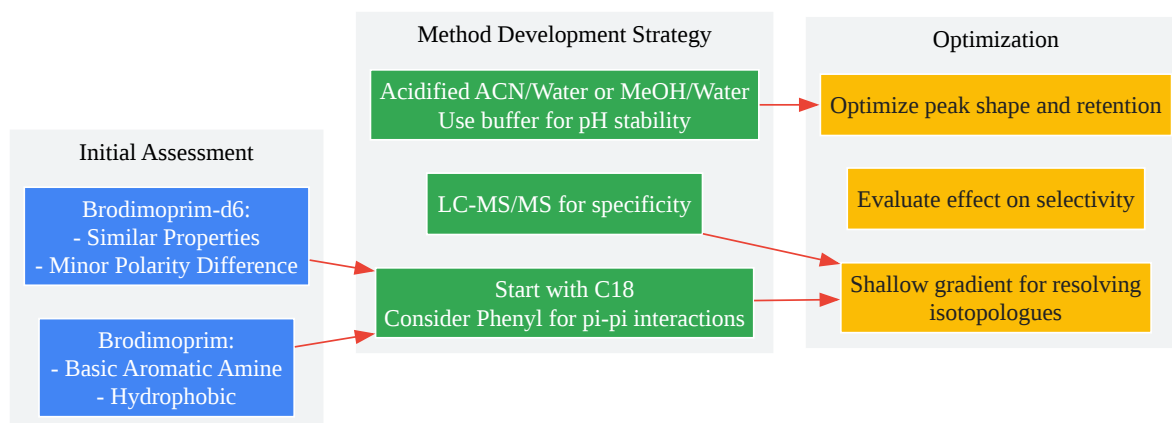 Initial Assessment
Brodimoprim-d6:
- Similar Properties
- Minor Polarity Difference
Brodimoprim:
- Basic Aromatic Amine
- Hydrophobic
Method Development Strategy
Acidified ACN/Water or MeOH/Water
Use buffer for pH stability
LC-MS/MS for specificity
Start with C18
Consider Phenyl for pi-pi interactions
Optimization
Optimize peak shape and retention
Evaluate effect on selectivity
Shallow gradient for resolving
isotopologues